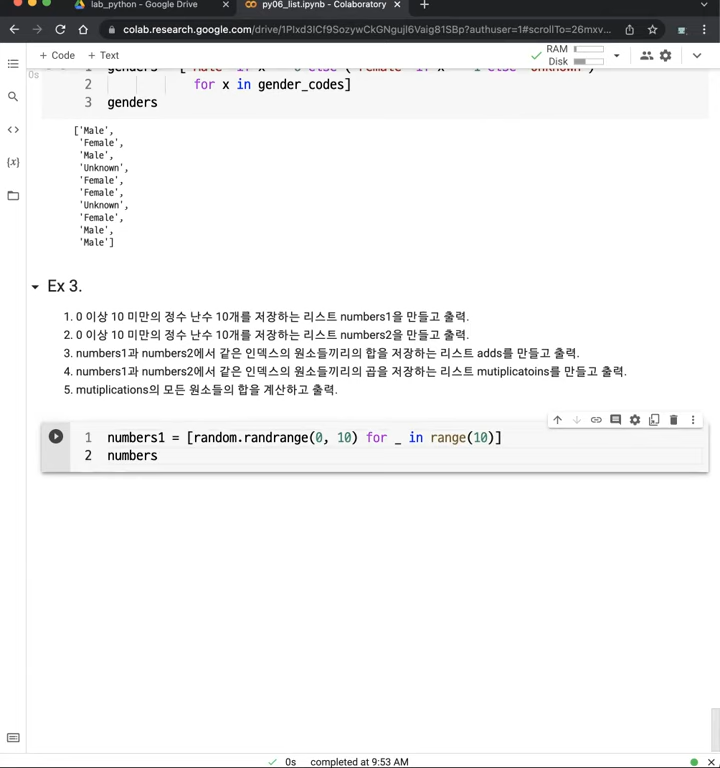 lab_python - Google Drive
py06_list.ipynb - Colaboratory
colab.research.google.com/drive/1PIxd3ICf9SozywCkGNgujI6Vaig81SBp?authuser=1#scrollTo=26mxv...
+ Code + Text
RAM
Disk
0s
2 for x in gender_codes]
3 genders
['Male',
'Female',
'Male',
'Unknown',
'Female',
'Female',
'Unknown',
'Female',
'Male',
'Male']
Ex 3.
1. 0 이상 10 미만의 정수 난수 10개를 저장하는 리스트 numbers1을 만들고 출력.
2. 0 이상 10 미만의 정수 난수 10개를 저장하는 리스트 numbers2을 만들고 출력.
3. numbers1과 numbers2에서 같은 인덱스의 원소들끼리의 합을 저장하는 리스트 adds를 만들고 출력.
4. numbers1과 numbers2에서 같은 인덱스의 원소들끼리의 곱을 저장하는 리스트 mutiplicatoins를 만들고 출력.
5. mutiplications의 모든 원소들의 합을 계산하고 출력.
1 numbers1 = [random.randrange(0, 10) for _ in range(10)]
2 numbers
0s completed at 9:53 AM